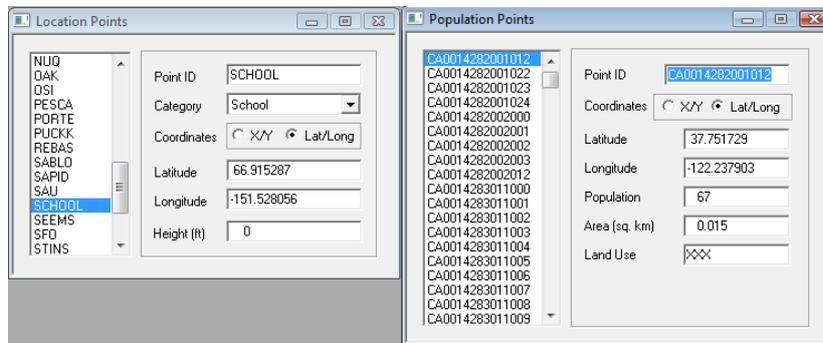 Location Points
NUQ
OAK
OSI
PESCA
PORTE
PUCKK
REBAS
SABLO
SAPID
SAU
SCHOOL
SEEMS
SFO
STINS
Point ID SCHOOL
Category School
Coordinates X/Y Lat/Long
Latitude 66.915287
Longitude -151.528056
Height (ft) 0
Population Points
CA0014282001012
CA0014282001022
CA0014282001023
CA0014282001024
CA0014282002000
CA0014282002001
CA0014282002002
CA0014282002003
CA0014282002012
CA0014283011000
CA0014283011001
CA0014283011002
CA0014283011003
CA0014283011004
CA0014283011005
CA0014283011006
CA0014283011007
CA0014283011008
CA0014283011009
Point ID CA0014282001012
Coordinates X/Y Lat/Long
Latitude 37.751729
Longitude -122.237903
Population 67
Area (sq. km) 0.015
Land Use XXX